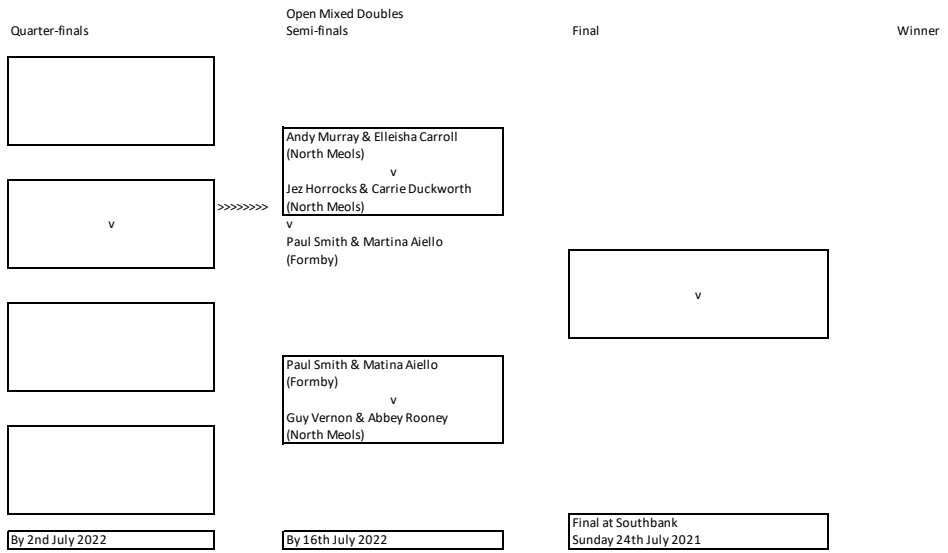 Open Mixed Doubles
Quarter-finals
Semi-finals
Final
Winner
Andy Murray & Elleisha Carroll
(North Meols)
v
Jez Horrocks & Carrie Duckworth
(North Meols)
>>>>>>>>
v
v
Paul Smith & Martina Aiello
(Formby)
v
Paul Smith & Matina Aiello
(Formby)
v
Guy Vernon & Abbey Rooney
(North Meols)
Final at Southbank
By 2nd July 2022
By 16th July 2022
Sunday 24th July 2021